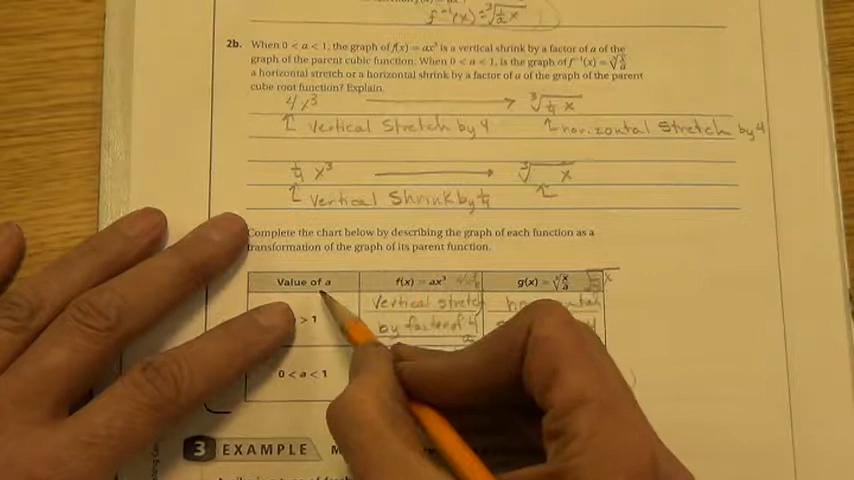 f⁻¹(x) = ∛(1/a x)
2b. When 0 < a < 1, the graph of f(x) = ax³ is a vertical shrink by a factor of a of the
graph of the parent cubic function. When 0 < a < 1, is the graph of f⁻¹(x) = ∛(x/a)
a horizontal stretch or a horizontal shrink by a factor of a of the graph of the parent
cube root function? Explain.
4x³ → ∛(1/4 x)
↑ Vertical Stretch by 4 ↑ horizontal Stretch by 4
1/4 x³ → ∛ x
↑ Vertical Shrink by 1/4 ↑
Complete the chart below by describing the graph of each function as a
transformation of the graph of its parent function.
Value of a f(x) = ax³ g(x) = ∛(x/a) x
> 1 Vertical stretch
by factor of 4 4
a
0 < a < 1
3 EXAMPLE